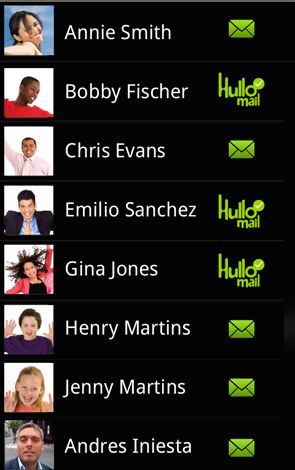 Annie Smith
Bobby Fischer
Hullo
mail
Chris Evans
Emilio Sanchez
Hullo
mail
Gina Jones
Hullo
mail
Henry Martins
Jenny Martins
Andres Iniesta